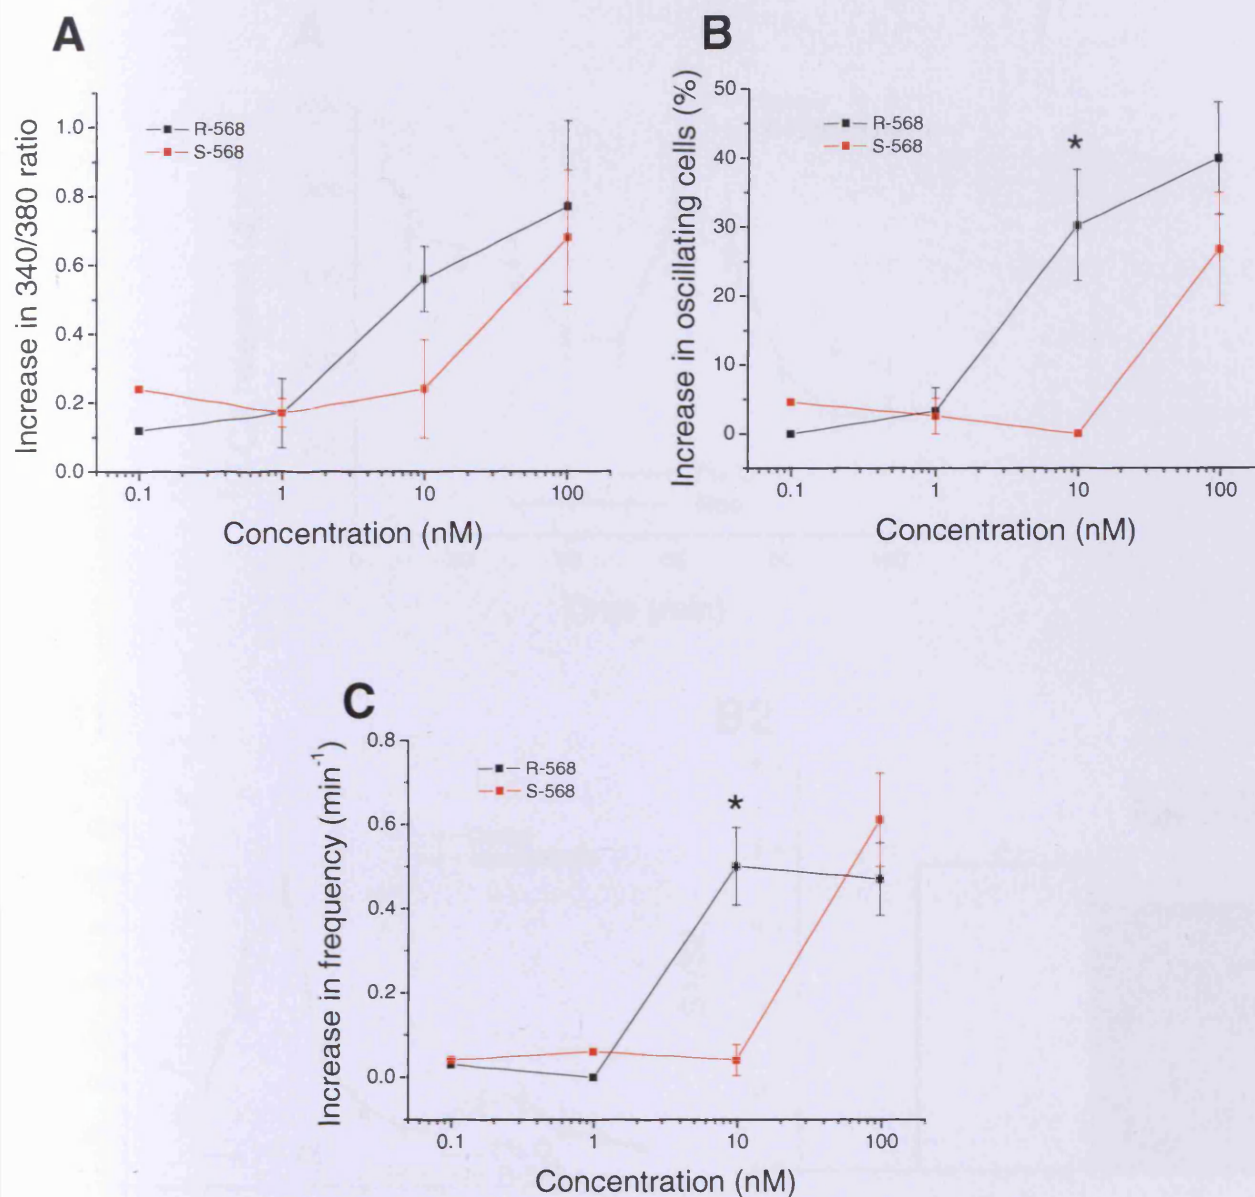 A
Increase in 340/380 ratio
R-568
S-568
1.0
0.8
0.6
0.4
0.2
0.0
0.1 1 10 100
Concentration (nM)
B
Increase in oscillating cells (%)
R-568
S-568
*
50
40
30
20
10
0
0.1 1 10 100
Concentration (nM)
C
Increase in frequency (min⁻¹)
R-568
S-568
*
0.8
0.6
0.4
0.2
0.0
0.1 1 10 100
Concentration (nM)